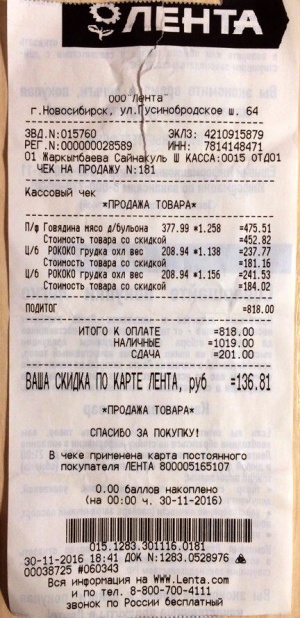 ЛЕНТА
ООО "Лента"
г.Новосибирск, ул.Гусинобродское ш. 64
ЗВД.N:015760 ЭКЛЗ: 4210915879
РЕГ.N:000000028589 ИНН: 7814148471
01 Жаркымбаева Сайнакуль Ш КАССА:0015 ОТД01
ЧЕК НА ПРОДАЖУ N:181
Кассовый чек
*ПРОДАЖА ТОВАРА*
П/ф Говядина мясо д/бульона 377.99 *1.258 =475.51
Стоимость товара со скидкой =452.82
Ц/б РОКОКО грудка охл вес 208.94 *1.138 =237.77
Стоимость товара со скидкой =181.16
Ц/б РОКОКО грудка охл вес 208.94 *1.156 =241.53
Стоимость товара со скидкой =184.02
ПОДИТОГ =818.00
ИТОГО К ОПЛАТЕ =818.00
НАЛИЧНЫЕ =1019.00
СДАЧА =201.00
ВАША СКИДКА ПО КАРТЕ ЛЕНТА, руб =136.81
*ПРОДАЖА ТОВАРА*
СПАСИБО ЗА ПОКУПКУ!
В чеке применена карта постоянного
покупателя ЛЕНТА 800005165107
0.00 баллов накоплено
(на 00:00 ч. 30-11-2016)
015.1283.301116.0181
30-11-2016 18:41 ДОК N:1283.0528976
00038725 #060343
Вся информация на WWW.Lenta.com
и по тел. 8-800-700-4111
звонок по России бесплатный